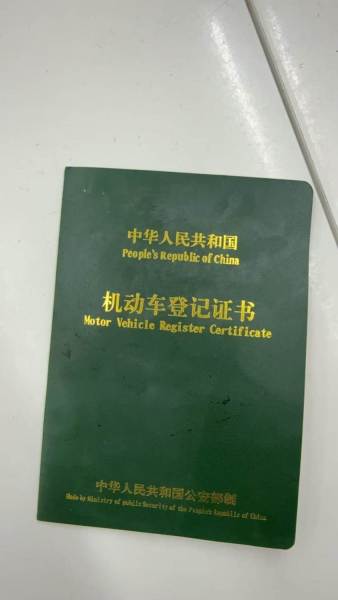 中华人民共和国
People's Republic of China
机动车登记证书
Motor Vehicle Register Certificate
中华人民共和国公安部制
Made by Ministry of public Security of the People's Republic of China